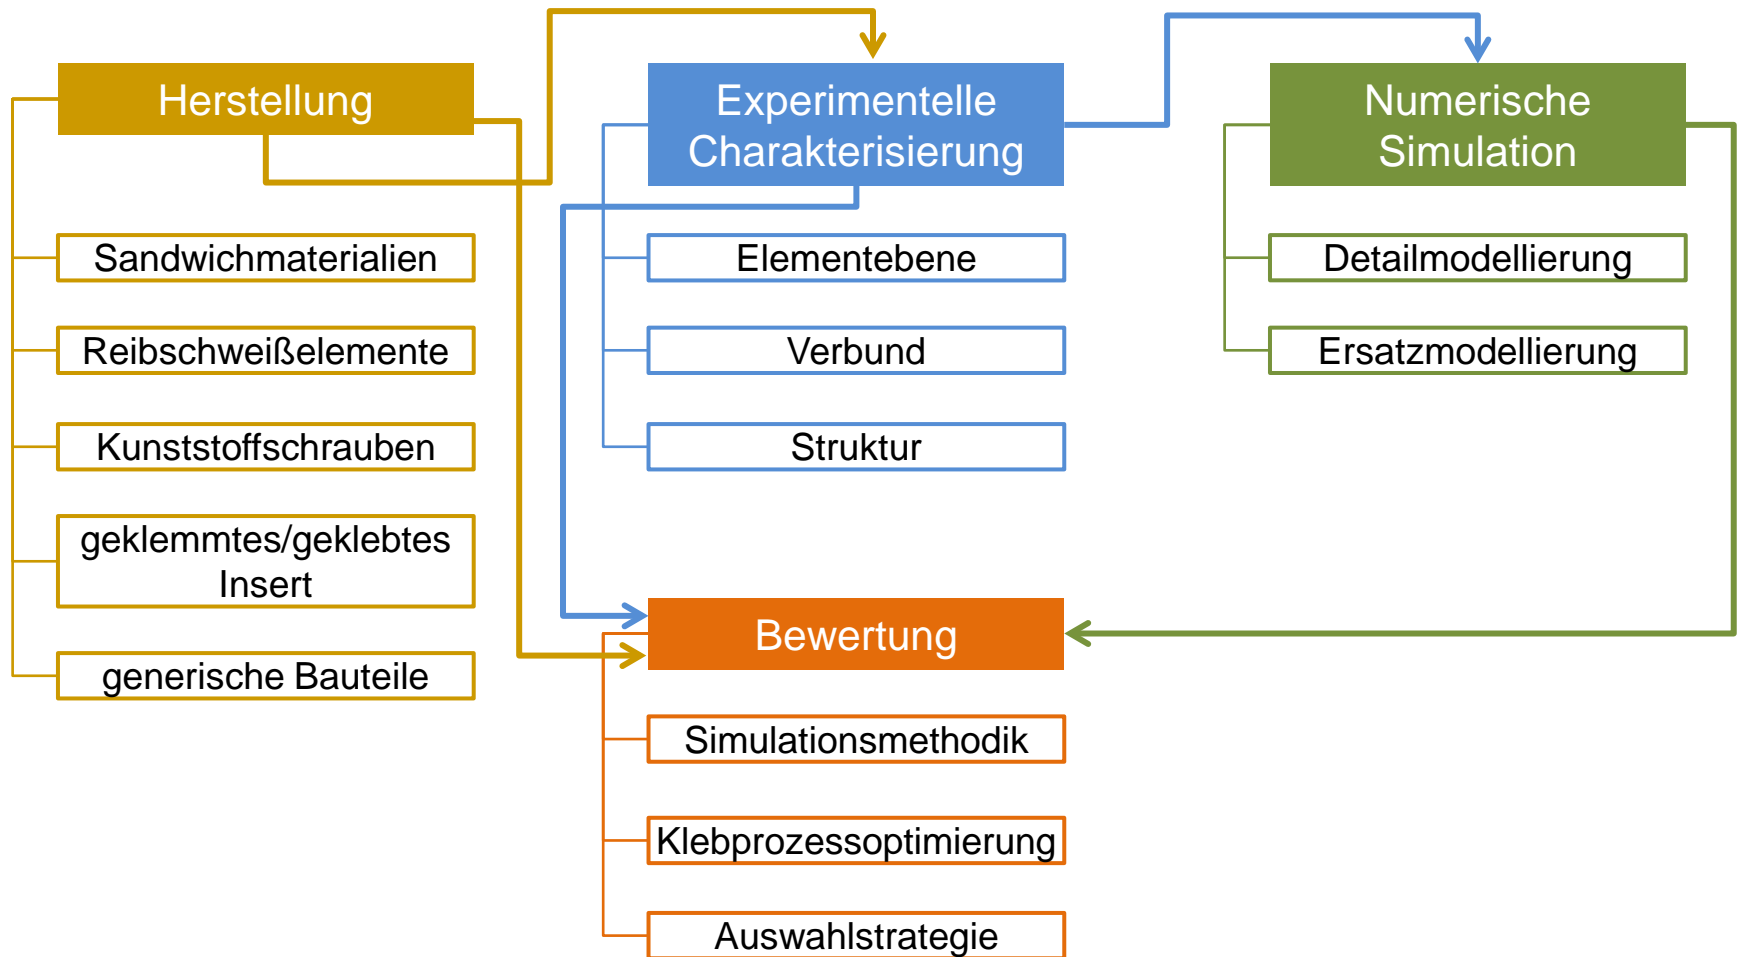 Herstellung
Sandwichmaterialien
Reibschweißelemente
Kunststoffschrauben
geklemmtes/geklebtes
Insert
generische Bauteile
Experimentelle
Charakterisierung
Elementebene
Verbund
Struktur
Numerische
Simulation
Detailmodellierung
Ersatzmodellierung
Bewertung
Simulationsmethodik
Klebprozessoptimierung
Auswahlstrategie